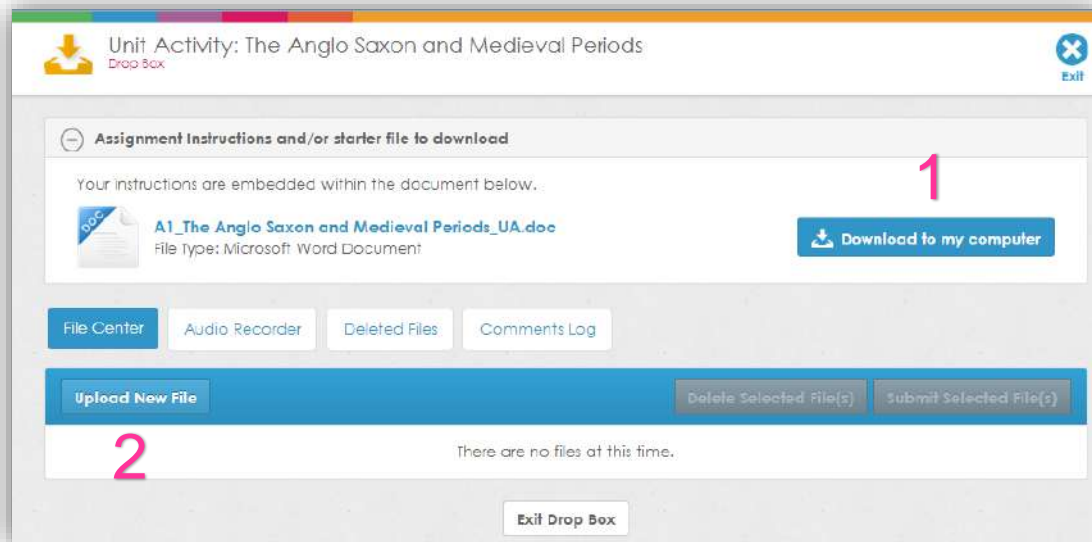 Unit Activity: The Anglo Saxon and Medieval Periods
Drop Box
Exit
Assignment Instructions and/or starter file to download
Your instructions are embedded within the document below.
1
DOC
A1_The Anglo Saxon and Medieval Periods_UA.doc
File Type: Microsoft Word Document
Download to my computer
File Center
Audio Recorder
Deleted Files
Comments Log
Upload New File
Delete Selected File(s)
Submit Selected File(s)
2
There are no files at this time.
Exit Drop Box